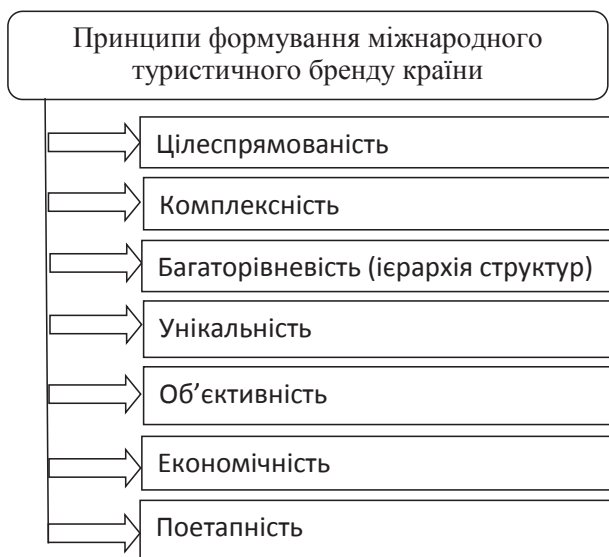 Принципи формування міжнародного
туристичного бренду країни
Цілеспрямованість
Комплексність
Багаторівневість (ієрархія структур)
Унікальність
Об’єктивність
Економічність
Поетапність